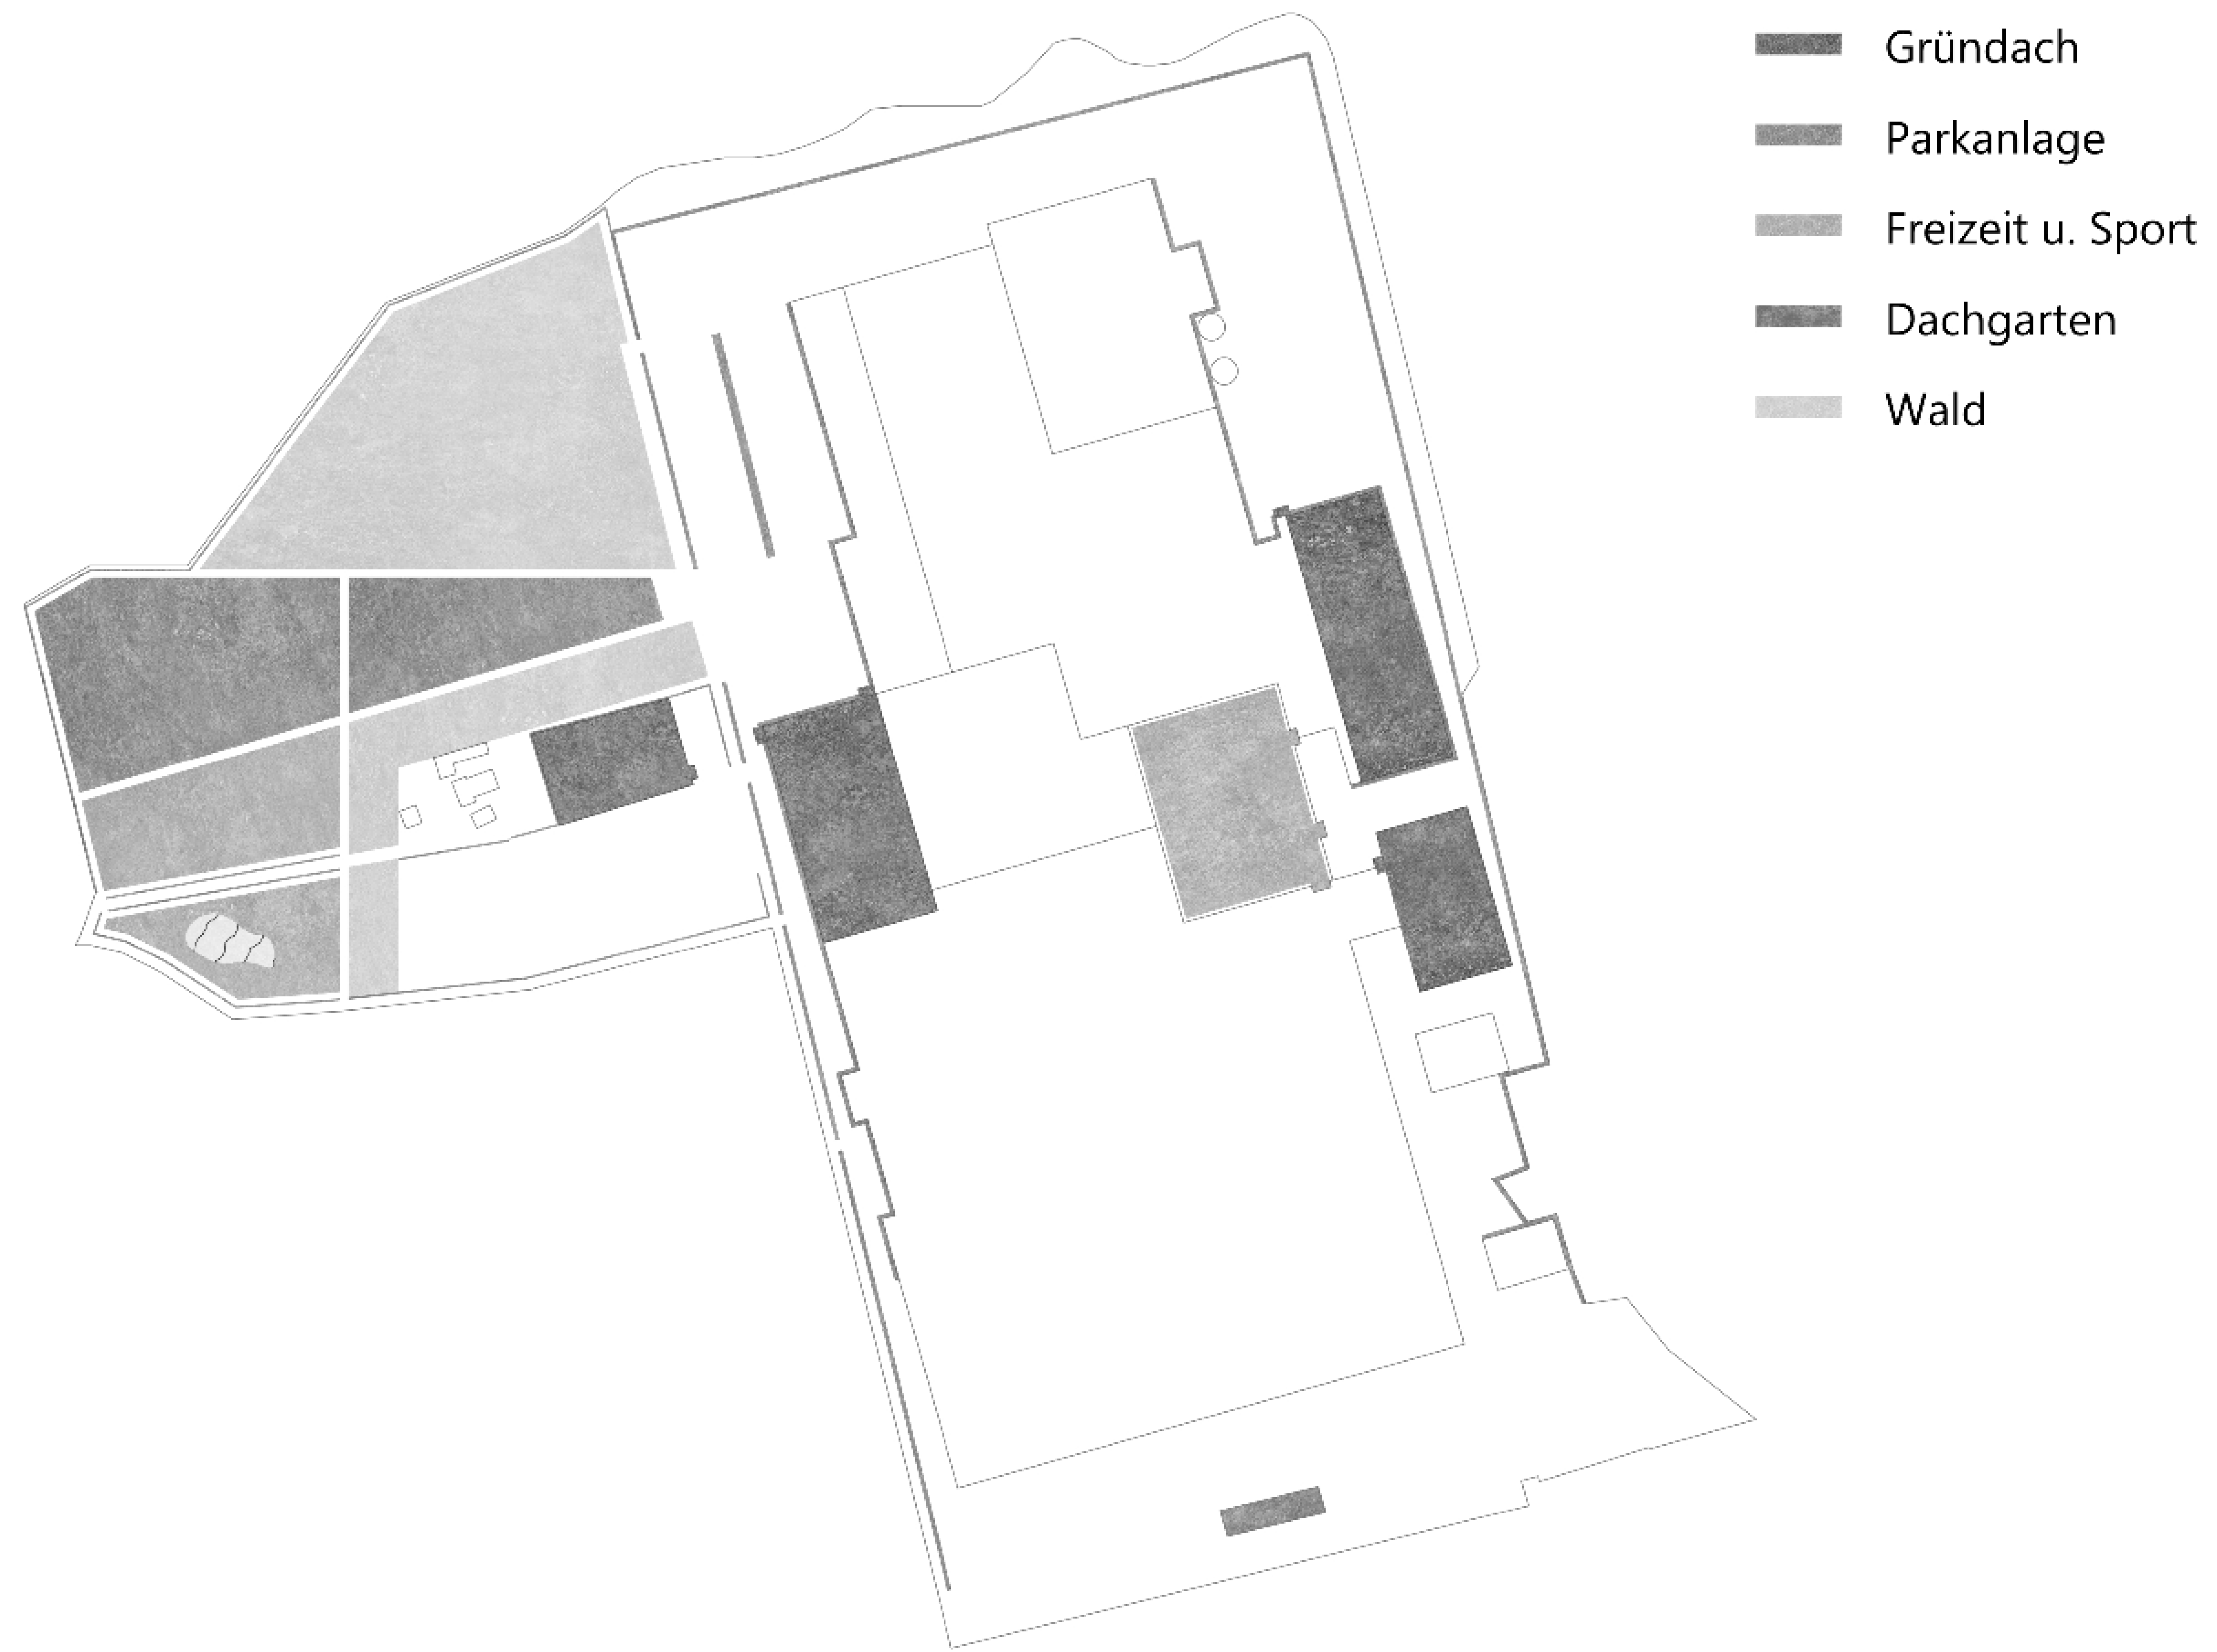 Gründach
Parkanlage
Freizeit u. Sport
Dachgarten
Wald